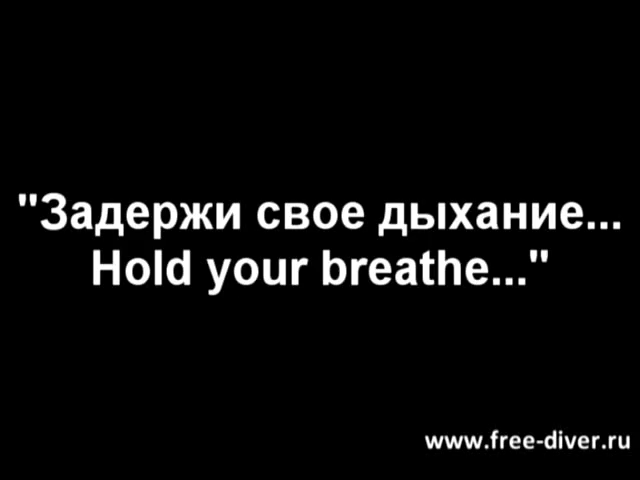 "Задержи свое дыхание...
Hold your breathe..."
www.free-diver.ru